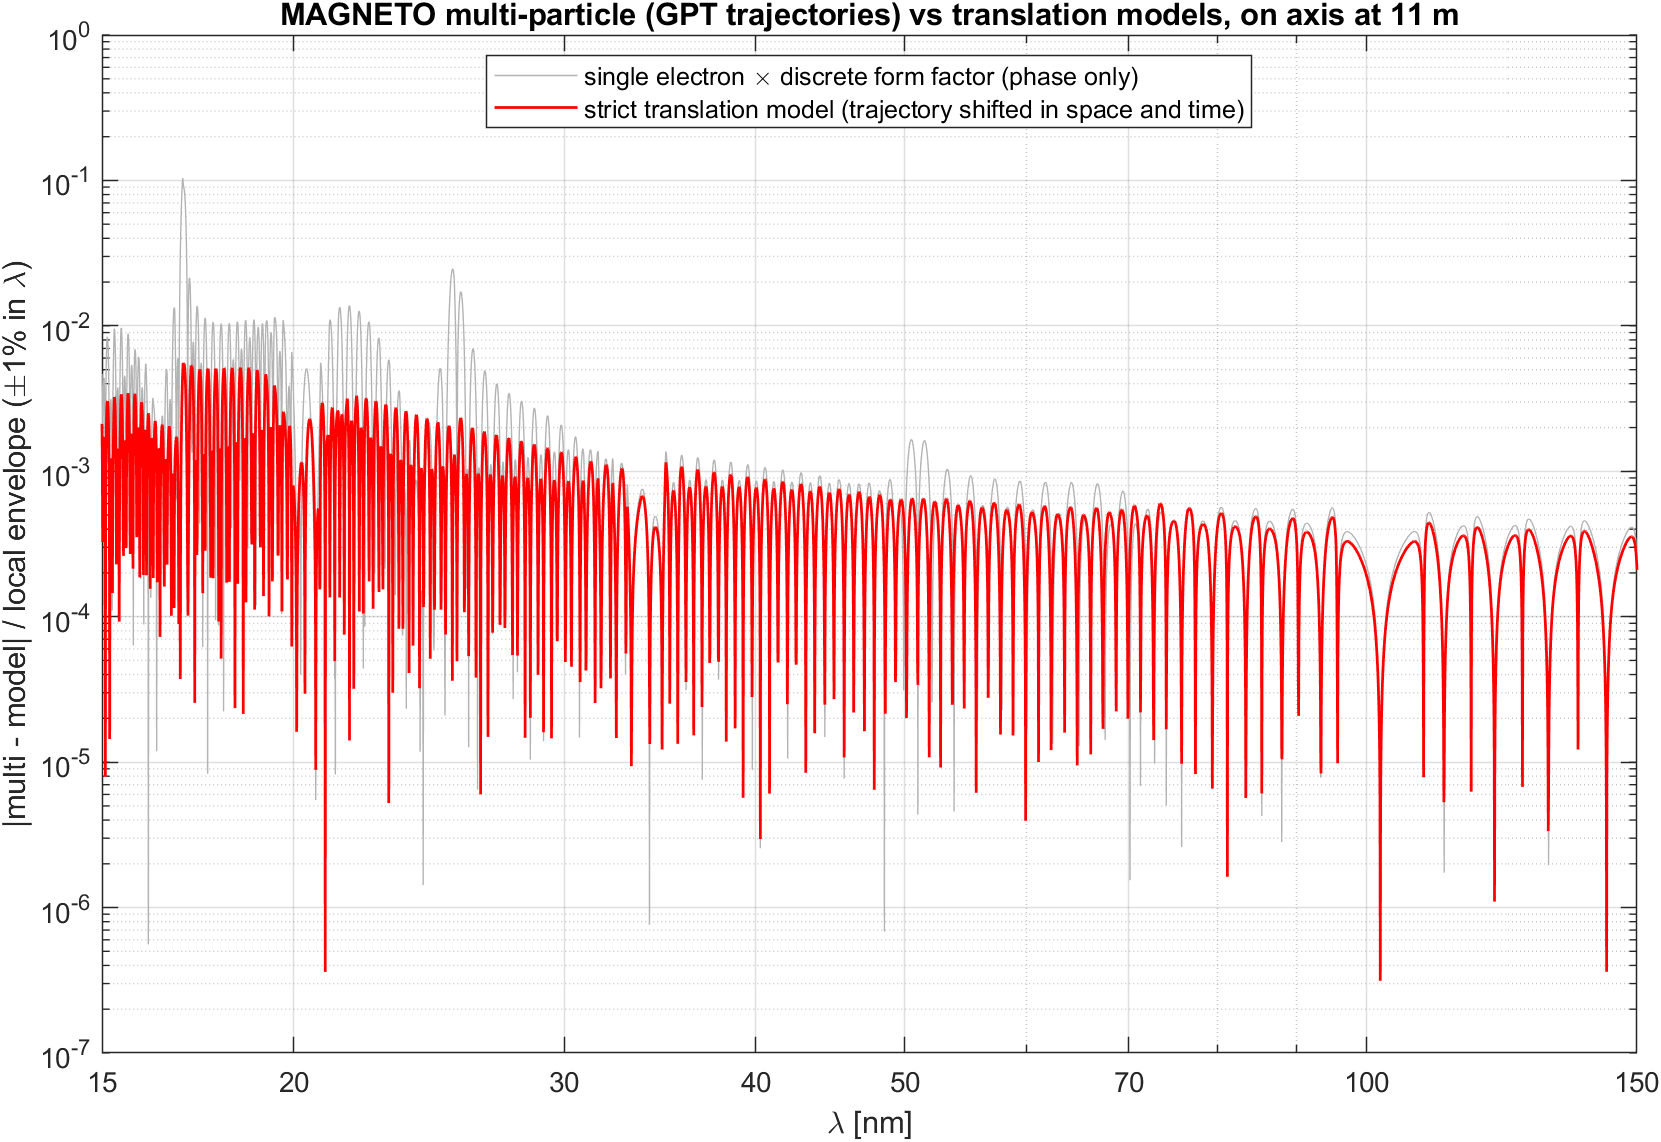 MAGNETO multi-particle (GPT trajectories) vs translation models, on axis at 11 m
single electron × discrete form factor (phase only)
strict translation model (trajectory shifted in space and time)
|multi - model| / local envelope (±1% in λ)
10⁰
10⁻¹
10⁻²
10⁻³
10⁻⁴
10⁻⁵
10⁻⁶
10⁻⁷
15 20 30 40 50 70 100 150
λ [nm]